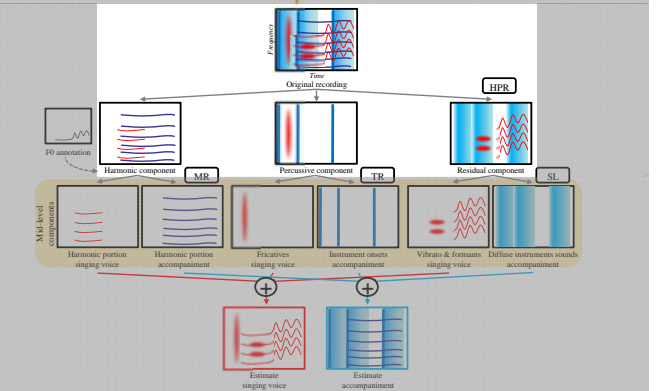 Frequency
Time
Original recording
HPR
F0 annotation
Harmonic component
Percussive component
Residual component
MR
TR
SL
Mid-level
components
Harmonic portion
singing voice
Harmonic portion
accompaniment
Fricatives
singing voice
Instrument onsets
accompaniment
Vibrato & formants
singing voice
Diffuse instruments sounds
accompaniment
+
+
Estimate
singing voice
Estimate
accompaniment